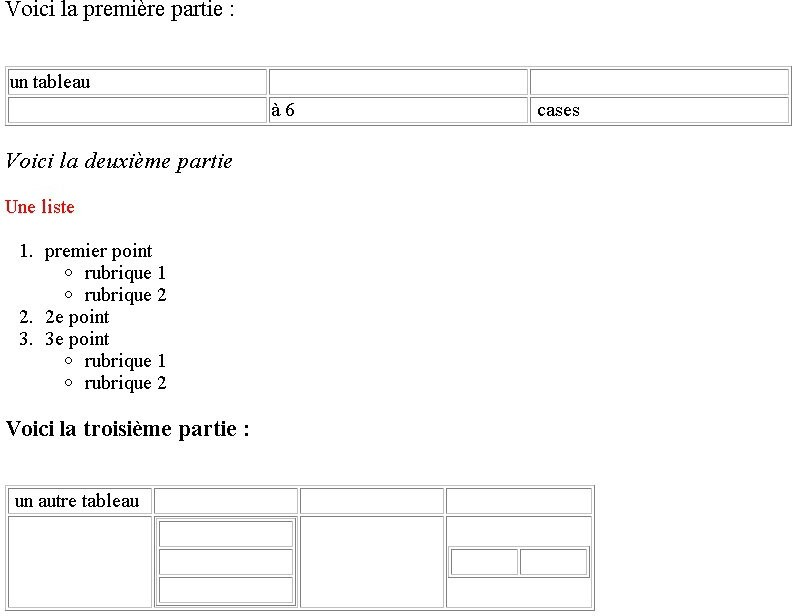 Voici la première partie :
un tableau
à 6 cases
Voici la deuxième partie
Une liste
1. premier point
○ rubrique 1
○ rubrique 2
2. 2e point
3. 3e point
○ rubrique 1
○ rubrique 2
Voici la troisième partie :
un autre tableau